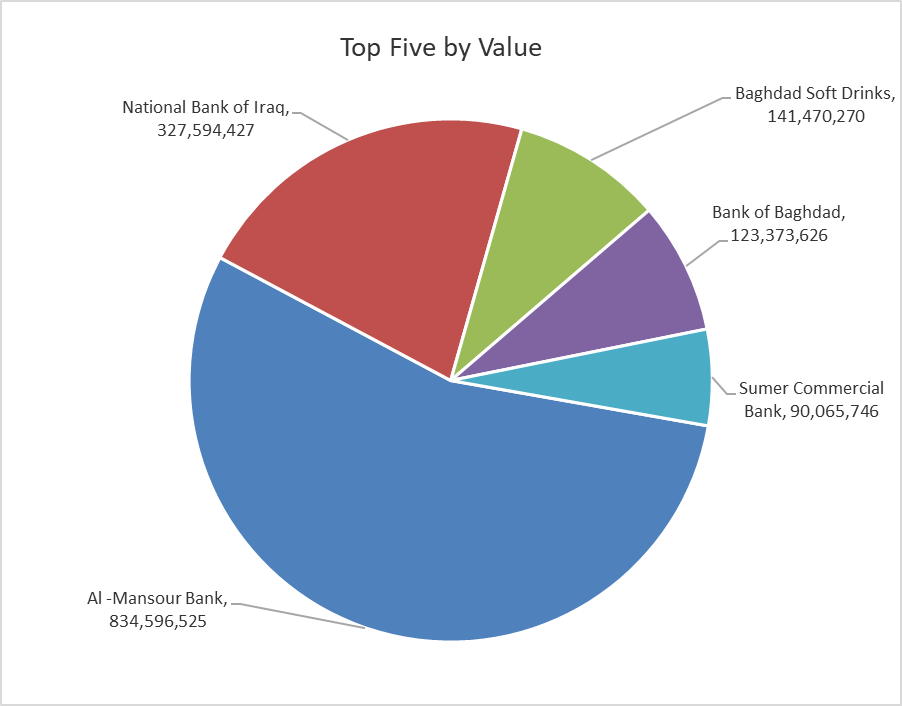 Top Five by Value
National Bank of Iraq,
327,594,427
Baghdad Soft Drinks,
141,470,270
Bank of Baghdad,
123,373,626
Sumer Commercial
Bank, 90,065,746
Al -Mansour Bank,
834,596,525